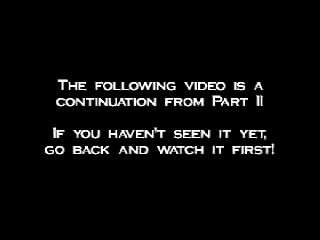 The following video is a
continuation from Part II
If you haven't seen it yet,
go back and watch it first!